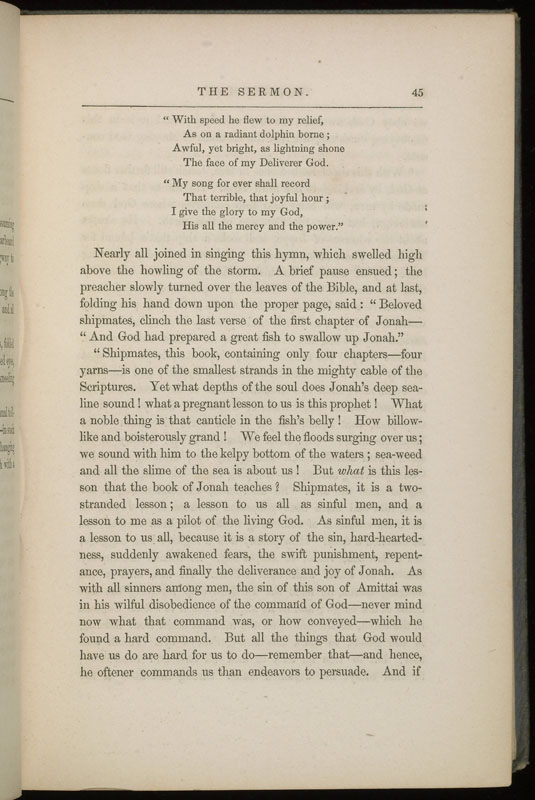 THE SERMON. 45
“ With speed he flew to my relief,
As on a radiant dolphin borne ;
Awful, yet bright, as lightning shone
The face of my Deliverer God.
“ My song for ever shall record
That terrible, that joyful hour ;
I give the glory to my God,
His all the mercy and the power.”
Nearly all joined in singing this hymn, which swelled high
above the howling of the storm. A brief pause ensued ; the
preacher slowly turned over the leaves of the Bible, and at last,
folding his hand down upon the proper page, said : “ Beloved
shipmates, clinch the last verse of the first chapter of Jonah—
“ And God had prepared a great fish to swallow up Jonah.”
“ Shipmates, this book, containing only four chapters—four
yarns—is one of the smallest strands in the mighty cable of the
Scriptures. Yet what depths of the soul does Jonah’s deep sea-
line sound ! what a pregnant lesson to us is this prophet ! What
a noble thing is that canticle in the fish’s belly ! How billow-
like and boisterously grand ! We feel the floods surging over us ;
we sound with him to the kelpy bottom of the waters ; sea-weed
and all the slime of the sea is about us ! But what is this les-
son that the book of Jonah teaches ? Shipmates, it is a two-
stranded lesson ; a lesson to us all as sinful men, and a
lesson to me as a pilot of the living God. As sinful men, it is
a lesson to us all, because it is a story of the sin, hard-hearted-
ness, suddenly awakened fears, the swift punishment, repent-
ance, prayers, and finally the deliverance and joy of Jonah. As
with all sinners among men, the sin of this son of Amittai was
in his wilful disobedience of the command of God—never mind
now what that command was, or how conveyed—which he
found a hard command. But all the things that God would
have us do are hard for us to do—remember that—and hence,
he oftener commands us than endeavors to persuade. And if